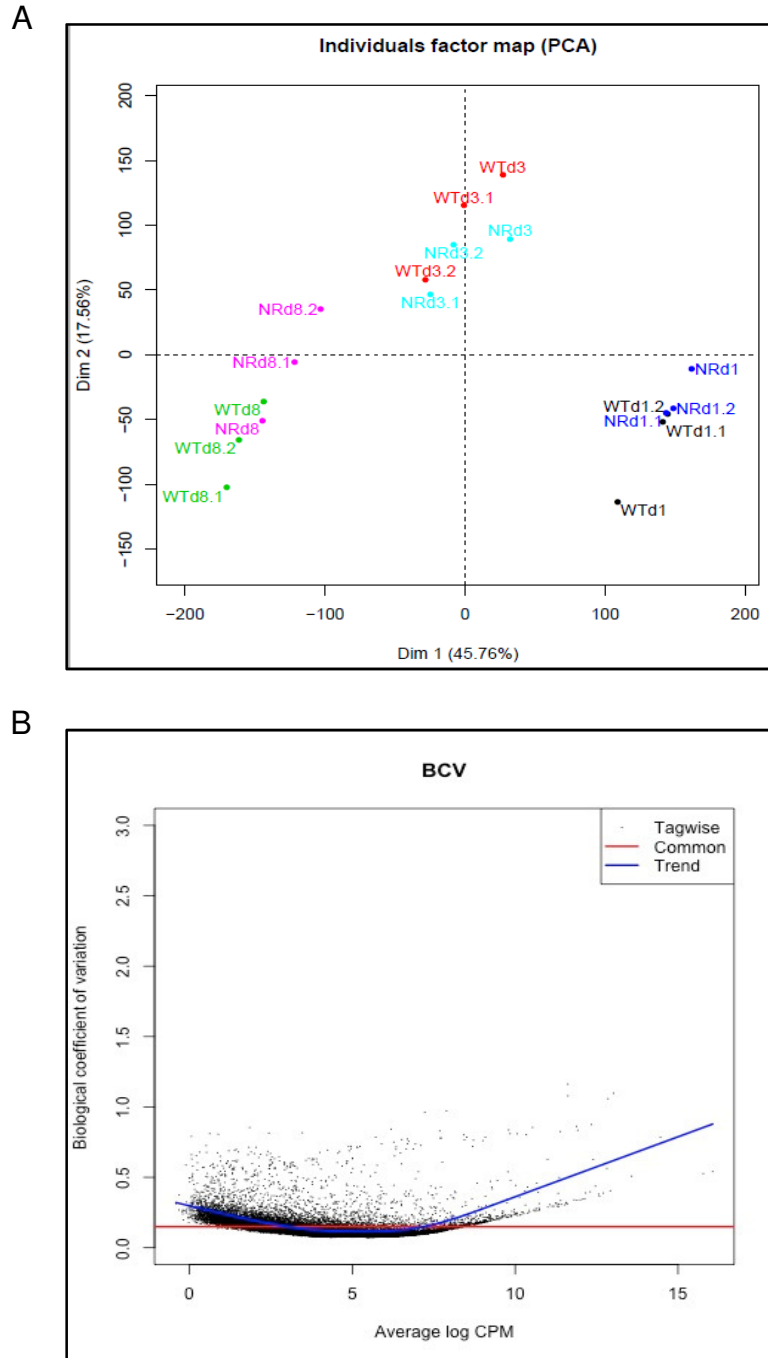 A
Individuals factor map (PCA)
200
150
100
50
0
−50
−100
−150
Dim 2 (17.56%)
WTd3
WTd3.1
NRd3
NRd3.2
WTd3.2
NRd3.1
NRd8.2
NRd8.1
NRd1
WTd8
WTd1.2
NRd1.2
NRd8
NRd1.1
WTd1.1
WTd8.2
WTd8.1
WTd1
−200
−100
0
100
200
Dim 1 (45.76%)
B
BCV
3.0
2.5
2.0
1.5
1.0
0.5
0.0
Biological coefficient of variation
Tagwise
Common
Trend
0
5
10
15
Average log CPM